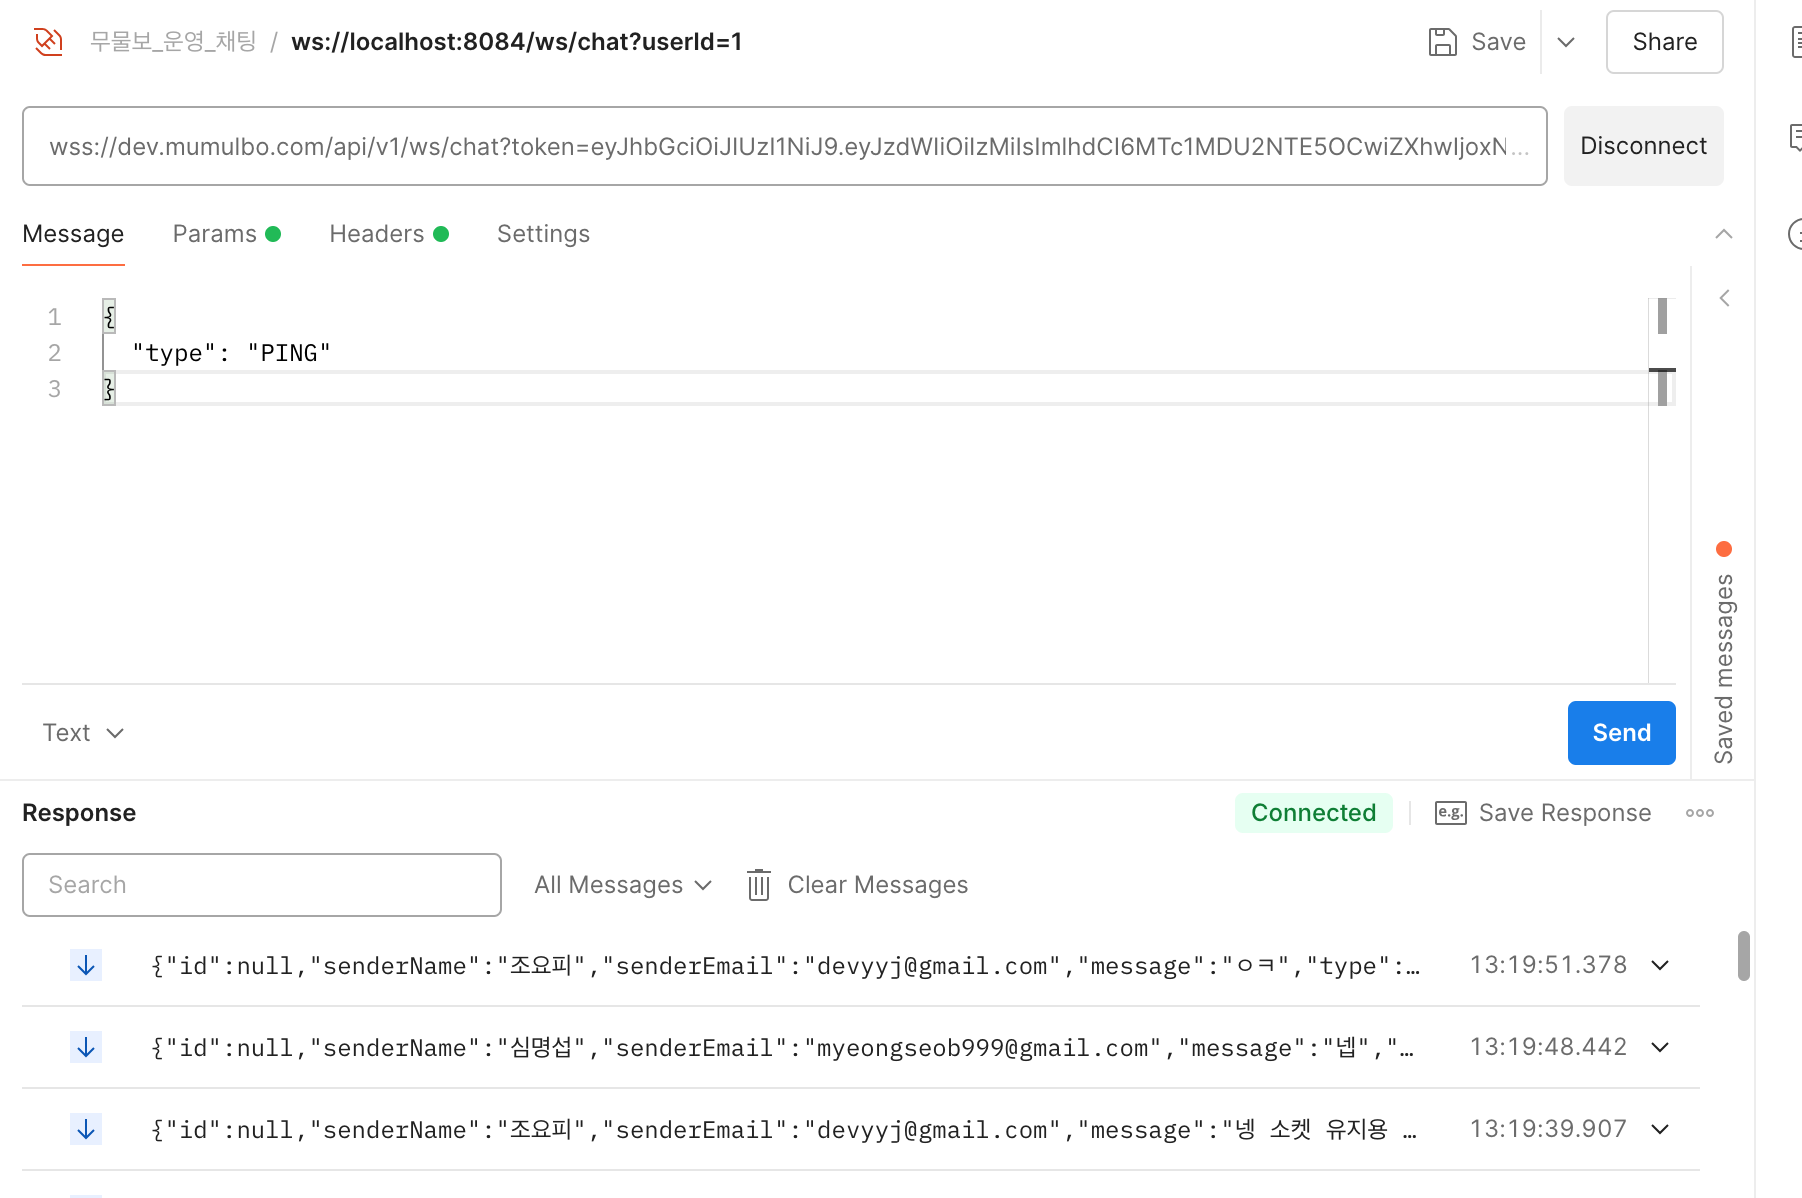 무물보_운영_채팅 / ws://localhost:8084/ws/chat?userId=1
Save
Share
wss://dev.mumulbo.com/api/v1/ws/chat?token=eyJhbGciOiJIUzI1NiJ9.eyJzdWIiOiIzMiIsImlhdCI6MTc1MDU2NTE5OCwiZXhwIjoxN...
Disconnect
Message Params Headers Settings
1 {
2 "type": "PING"
3 }
Saved messages
Text
Send
Response
Connected
e.g. Save Response
Search
All Messages
Clear Messages
{"id":null,"senderName":"조요피","senderEmail":"devyyj@gmail.com","message":"ㅇㅋ","type":… 13:19:51.378
{"id":null,"senderName":"심명섭","senderEmail":"myeongseob999@gmail.com","message":"넵","… 13:19:48.442
{"id":null,"senderName":"조요피","senderEmail":"devyyj@gmail.com","message":"넹 소켓 유지용 … 13:19:39.907